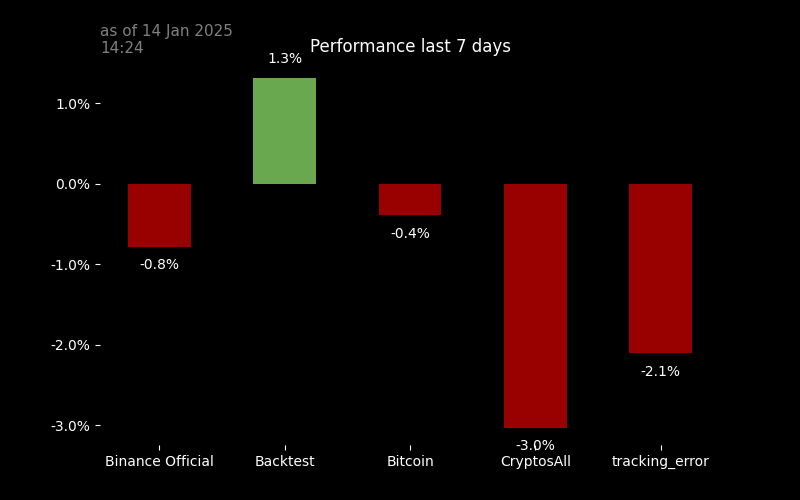 as of 14 Jan 2025
14:24
Performance last 7 days
1.3%
1.0%
0.0%
-0.8%
-0.4%
-1.0%
-2.0%
-2.1%
-3.0%
-3.0%
Binance Official
Backtest
Bitcoin
CryptosAll
tracking_error